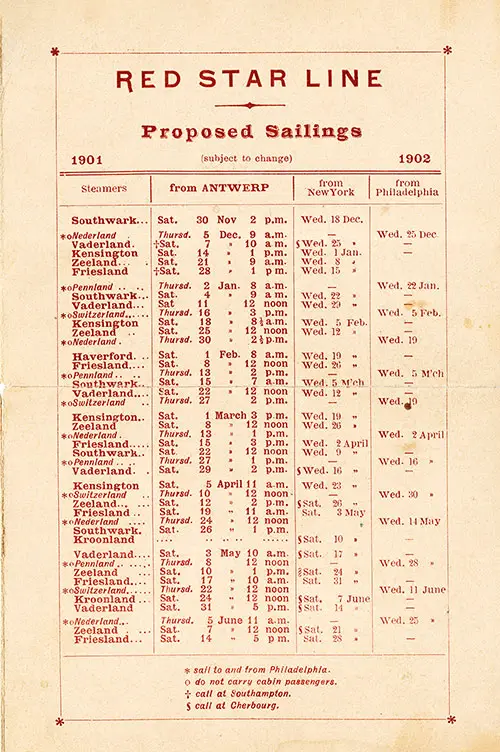 RED STAR LINE
Proposed Sailings
1901 (subject to change) 1902
Steamers from ANTWERP from NewYork from Philadelphia
Southwark... Sat. 30 Nov 2 p.m. Wed. 18 Dec.
*oNederland . Thursd. 5 Dec. 9 a.m. — Wed. 25 Dec
Vaderland. ‡Sat. 7 » 10 a m. § Wed. 25 » —
Kensington Sat. 14 » 1 p.m. Wed. 1 Jan. —
Zeeland... . Sat. 21 » 9 a.m. Wed. 8 » —
Friesland ‡Sat. 28 » 1 p m. Wed. 15 » —
*oPennland . . Thursd. 2 Jan. 8 a.m. — Wed. 22 Jan.
Southwark... Sat. 4 » 9 a m. Wed. 22 » —
Vaderland... Sat 11 12 noon Wed. 29 » —
*oSwitzerland..... Thursd. 16 » 3 p.m. — Wed. 5 Feb.
Kensington Sat. 18 » 8½ a.m. Wed. 5 Feb. —
Zeeland Sat. 25 » 12 noon Wed. 12 » —
*oNederland . Thursd. 30 » 2½ p.m. Wed. 19
Haverford ... Sat. 1 Feb. 8 a.m. Wed. 19 » —
Friesland.... Sat. 8 » 12 noon Wed. 26 » —
*oPennland .. .. Thursd. 13 » 2 p.m. — Wed. 5 M'ch
Southwark... Sat. 15 » 7 a.m. Wed. 5 M'ch —
Vaderland... Sat. 22 » 12 noon Wed. 12 » —
*oSwitzerland Thursd. 27 2 p.m. — Wed. 19
Kensington.. Sat. 1 March 3 p.m. Wed. 19 » —
Zeeland Sat. 8 » 12 noon Wed. 26 » —
*oNederland . Thursd. 13 » 1 p.m. — Wed. 2 April
Friesland..... Sat. 15 » 3 p.m. Wed. 2 April —
Southwark.. Sat. 22 » 12 noon Wed. 9 » —
*oPennland .. .. Thursd. 27 » 1 p.m. — Wed. 16 »
Vaderland . Sat. 29 » 2 p.m. § Wed. 16 » —
Kensington Sat. 5 April 11 a.m. Wed. 23 » —
*oSwitzerland Thursd. 10 » 12 noon — Wed. 30 »
Zeeland... .. Sat. 12 » 2 p.m. § Sat. 26 » —
Friesland .. Sat. 19 » 11 a.m. Sat. 3 May —
*oNederland .... Thursd. 24 » 12 noon Wed. 14 May
Southwark. Sat. 26 » 1 p.m. —
Kroonland .... .. .. .. ...... § Sat. 10 » —
Vaderland.... Sat. 3 May 10 a.m. § Sat. 17 » —
*oPennland .. .... Thursd. 8 12 noon — Wed. 28 »
Zeeland ... Sat. 10 » 1 p.m. § Sat. 24 » —
Friesland.... Sat. 17 » 10 a.m. Sat. 31 » —
*oSwitzerland...... Thursd. 22 » 12 noon — Wed. 11 June
Kroonland ... Sat. 24 » 12 noon § Sat. 7 June —
Vaderland Sat. 31 » 5 p.m. § Sat. 14 » —
*oNederland... Thursd. 5 June 11 a.m. — Wed. 25 »
Zeeland . ... Sat. 7 » 12 noon § Sat. 21 » —
Friesland... Sat. 14 » 5 p m. Sat. 28 » —
* sail to and from Philadelphia.
o do not carry cabin passengers.
‡ call at Southampton.
§ call at Cherbourg.